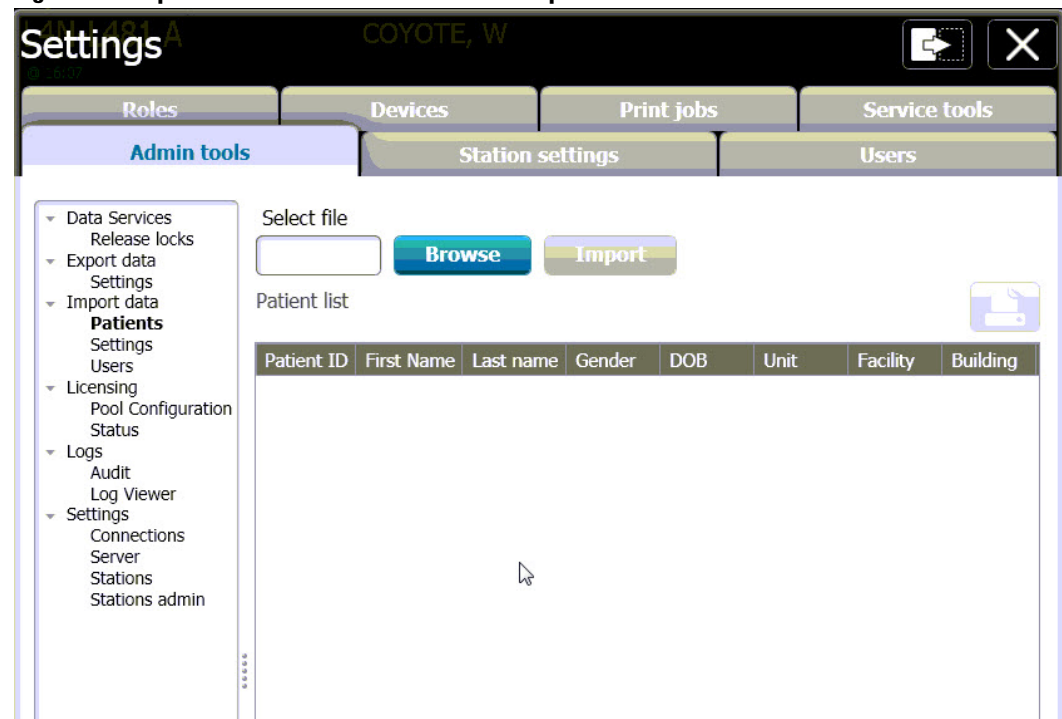 Settings
COYOTE, W
Roles
Devices
Print jobs
Service tools
Admin tools
Station settings
Users
Data Services
Release locks
Export data
Settings
Import data
Patients
Settings
Users
Licensing
Pool Configuration
Status
Logs
Audit
Log Viewer
Settings
Connections
Server
Stations
Stations admin
Select file
Browse
Import
Patient list
Patient ID
First Name
Last name
Gender
DOB
Unit
Facility
Building